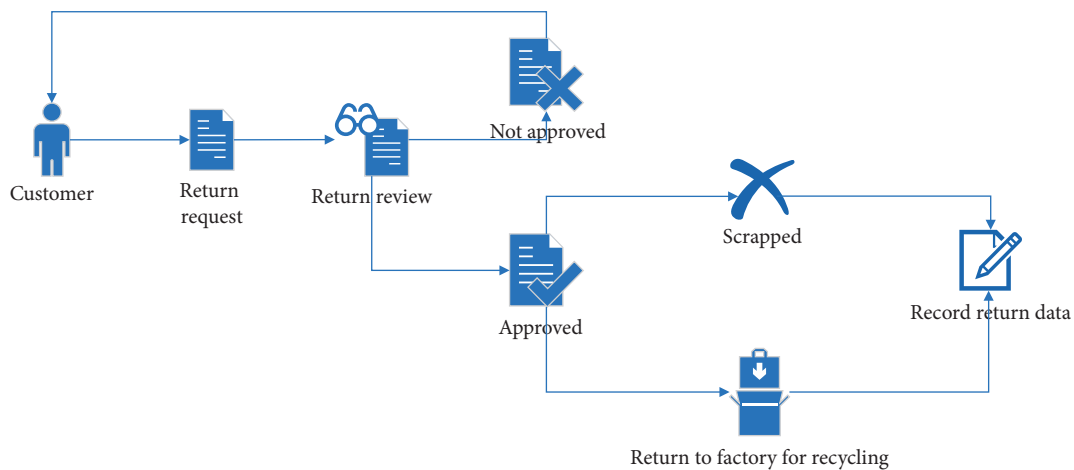 Not approved
Customer
Return
request
Return review
Scrapped
Approved
Record return data
Return to factory for recycling